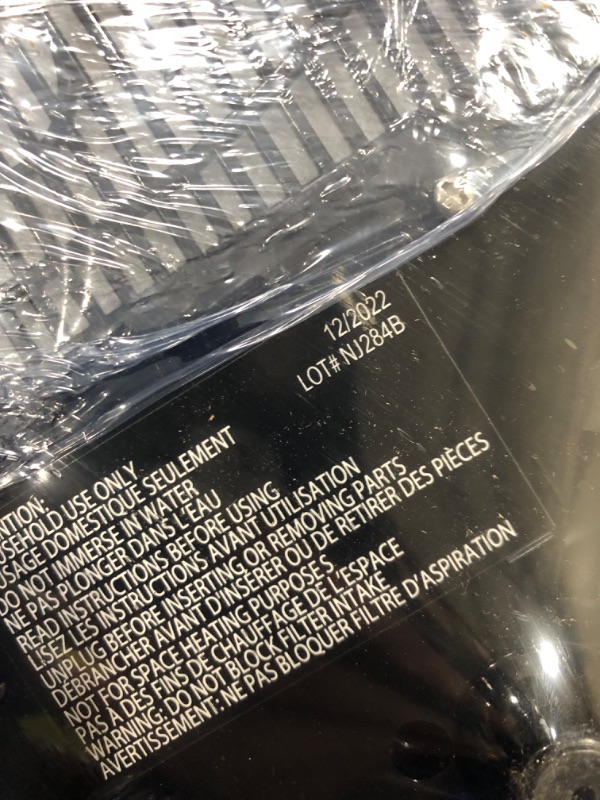 12/2022
LOT# NJ284B
NTION,
USEHOLD USE ONLY
USAGE DOMESTIQUE SEULEMENT
DO NOT IMMERSE IN WATER
NE PAS PLONGER DANS L'EAU
READ INSTRUCTIONS BEFORE USING
LISEZ LES INSTRUCTIONS AVANT UTILISATION
UNPLUG BEFORE INSERTING OR REMOVING PARTS
DÉBRANCHER AVANT D'INSÉRER OU DE RETIRER DES PIÈCES
NOT FOR SPACE HEATING PURPOSES
PAS À DES FINS DE CHAUFFAGE DE L'ESPACE
WARNING: DO NOT BLOCK FILTER INTAKE
AVERTISSEMENT: NE PAS BLOQUER FILTRE D'ASPIRATION